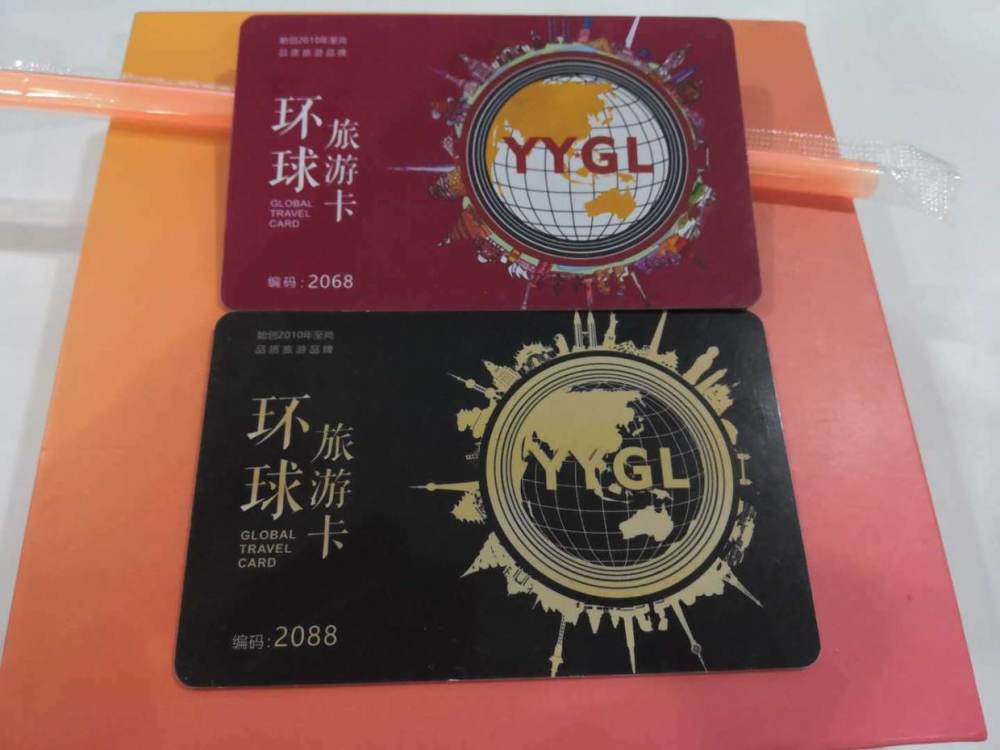 始创2010年至尚
品质旅游品牌
环球
旅游卡
GLOBAL
TRAVEL
CARD
编码:2068
YYGL
始创2010年至尚
品质旅游品牌
环球
旅游卡
GLOBAL
TRAVEL
CARD
编码:2088
YYGL